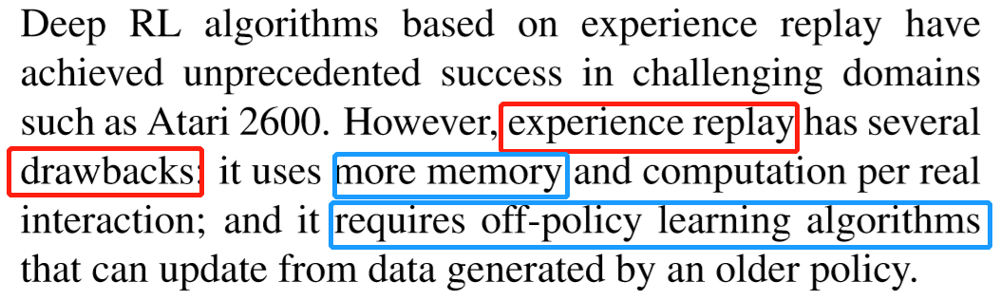 Deep RL algorithms based on experience replay have
achieved unprecedented success in challenging domains
such as Atari 2600. However, experience replay has several
drawbacks: it uses more memory and computation per real
interaction; and it requires off-policy learning algorithms
that can update from data generated by an older policy.